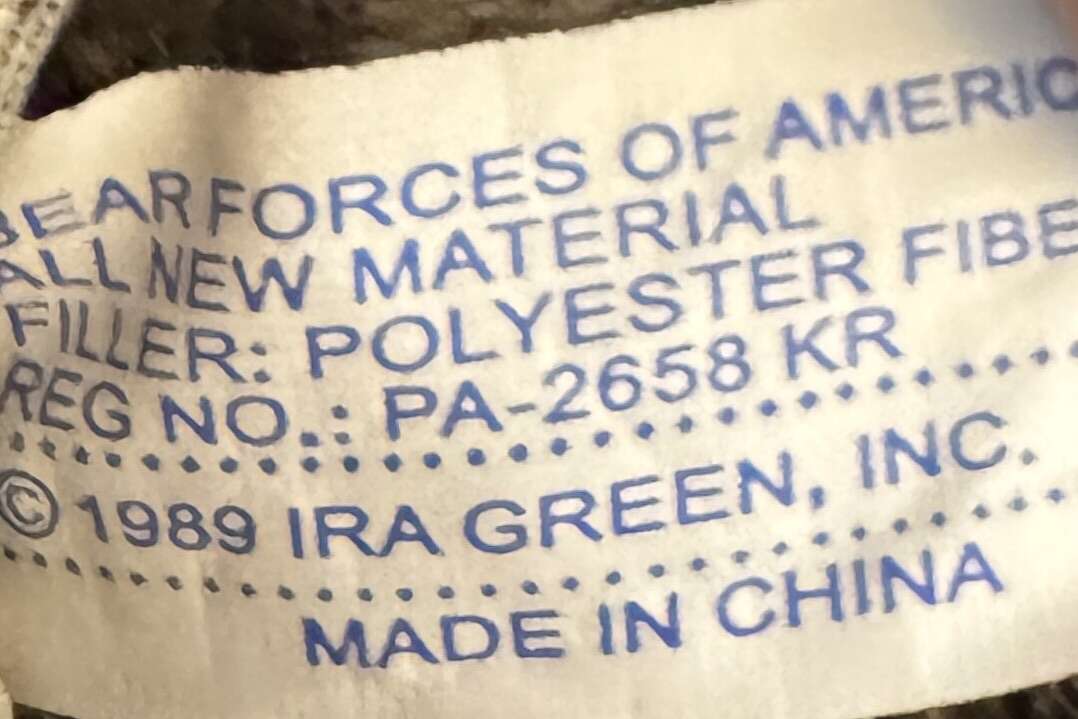 BEAR FORCES OF AMERIC
ALL NEW MATERIAL
FILLER: POLYESTER FIBE
REG NO.: PA-2658 KR
© 1989 IRA GREEN, INC.
MADE IN CHINA